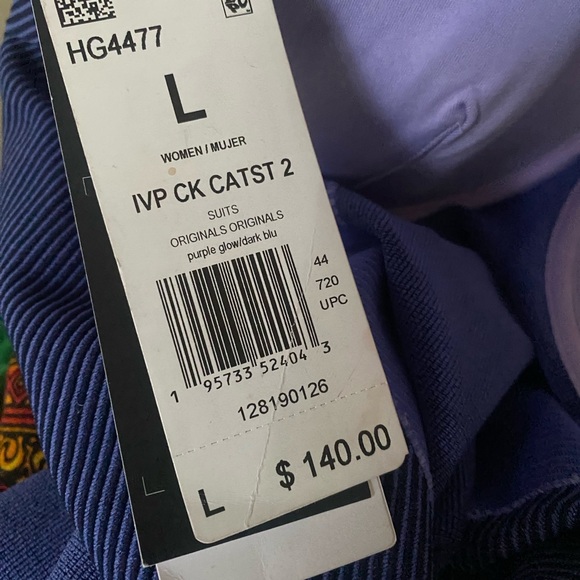 HG4477
L
WOMEN / MUJER
IVP CK CATST 2
SUITS
ORIGINALS ORIGINALS
purple glow/dark blu
44
720
UPC
1 95733 52404 3
128190126
$ 140.00
L